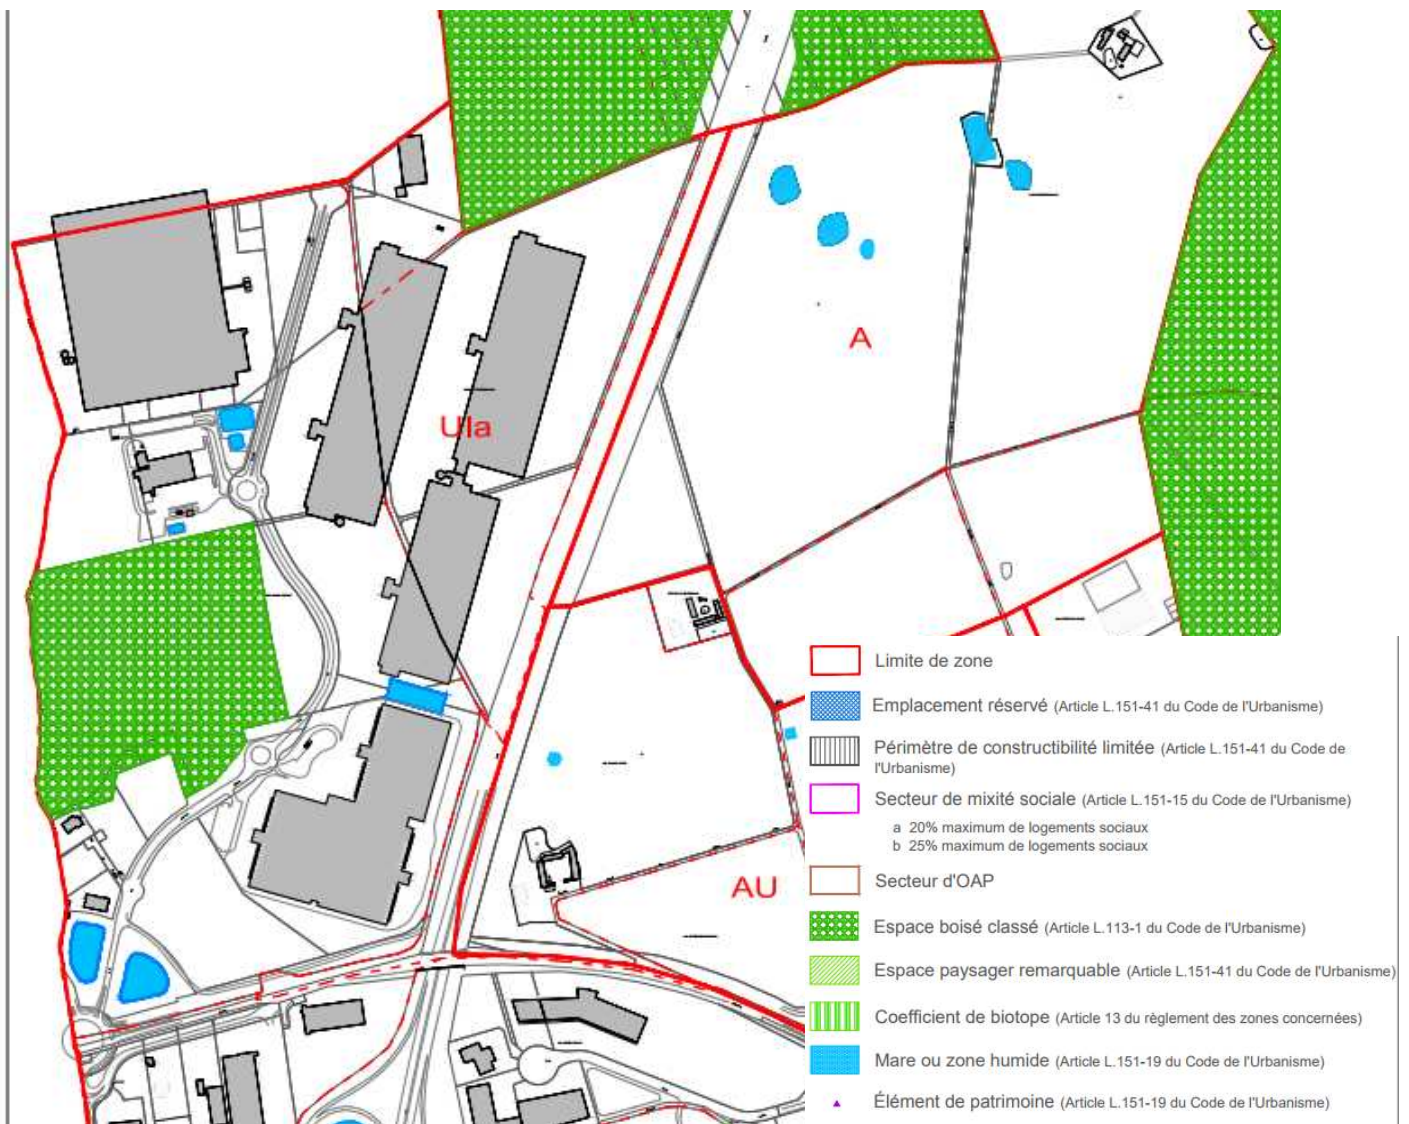 A
UIa
AU
Limite de zone
Emplacement réservé (Article L.151-41 du Code de l'Urbanisme)
Périmètre de constructibilité limitée (Article L.151-41 du Code de
l'Urbanisme)
Secteur de mixité sociale (Article L.151-15 du Code de l'Urbanisme)
a 20% maximum de logements sociaux
b 25% maximum de logements sociaux
Secteur d'OAP
Espace boisé classé (Article L.113-1 du Code de l'Urbanisme)
Espace paysager remarquable (Article L.151-41 du Code de l'Urbanisme)
Coefficient de biotope (Article 13 du règlement des zones concernées)
Mare ou zone humide (Article L.151-19 du Code de l'Urbanisme)
Élément de patrimoine (Article L.151-19 du Code de l'Urbanisme)